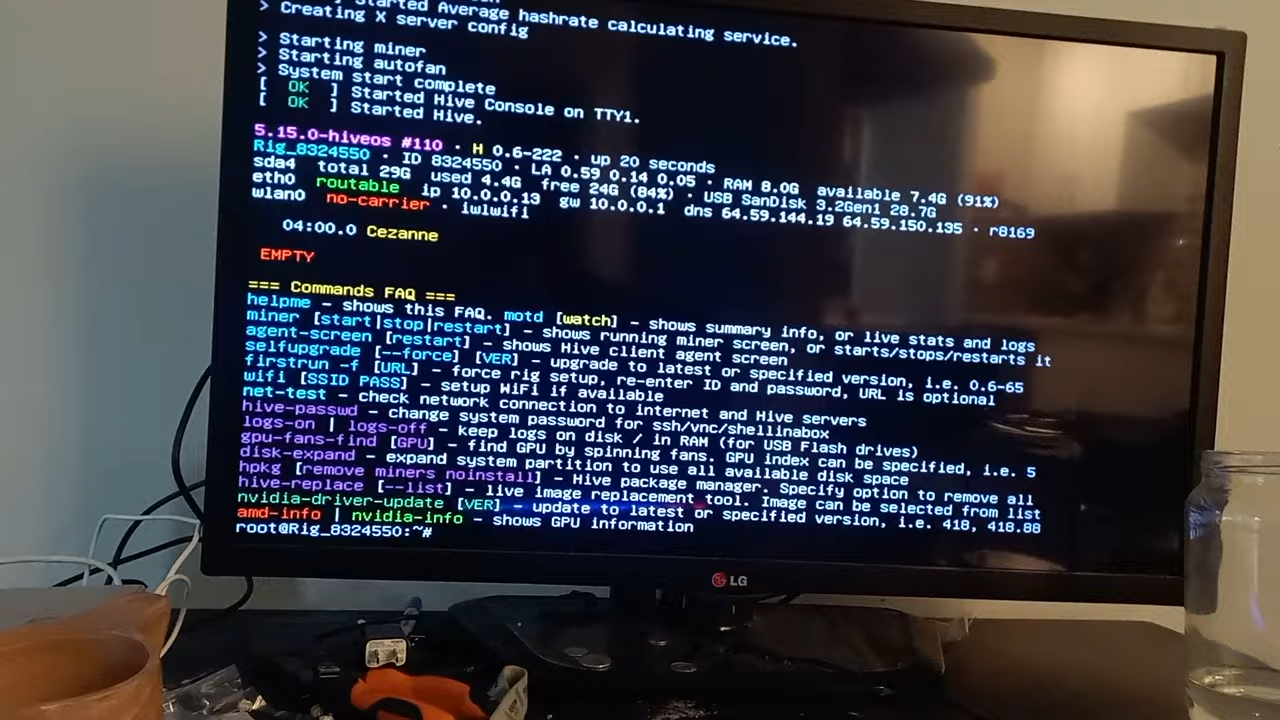 Started Average hashrate calculating service.
> Creating X server config
> Starting miner
> Starting autofan
> System start complete
[ OK ] Started Hive Console on TTY1.
[ OK ] Started Hive.
5.15.0-hiveos #110 · H 0.6-222 · up 20 seconds
Rig_8324550 · ID 8324550 · LA 0.59 0.14 0.05 · RAM 8.0G available 7.4G (91%)
sda4 total 29G used 4.4G free 24G (84%) · USB SanDisk 3.2Gen1 28.7G
eth0 routable ip 10.0.0.13 gw 10.0.0.1 dns 64.59.144.19 64.59.150.135 · r8169
wlan0 no-carrier · iwlwifi
04:00.0 Cezanne
EMPTY
=== Commands FAQ ===
helpme - shows this FAQ. motd [watch] - shows summary info, or live stats and logs
miner [start|stop|restart] - shows running miner screen, or starts/stops/restarts it
agent-screen [restart] - shows Hive client agent screen
selfupgrade [--force] [VER] - upgrade to latest or specified version, i.e. 0.6-65
firstrun -f [URL] - force rig setup, re-enter ID and password, URL is optional
wifi [SSID PASS] - setup WiFi if available
net-test - check network connection to internet and Hive servers
hive-passwd - change system password for ssh/vnc/shellinabox
logs-on | logs-off - keep logs on disk / in RAM (for USB Flash drives)
gpu-fans-find [GPU] - find GPU by spinning fans. GPU index can be specified, i.e. 5
disk-expand - expand system partition to use all available disk space
hpkg [remove miners noinstall] - Hive package manager. Specify option to remove all
hive-replace [--list] - live image replacement tool. Image can be selected from list
nvidia-driver-update [VER] - update to latest or specified version, i.e. 418, 418.88
amd-info | nvidia-info - shows GPU information
root@Rig_8324550:~#
LG